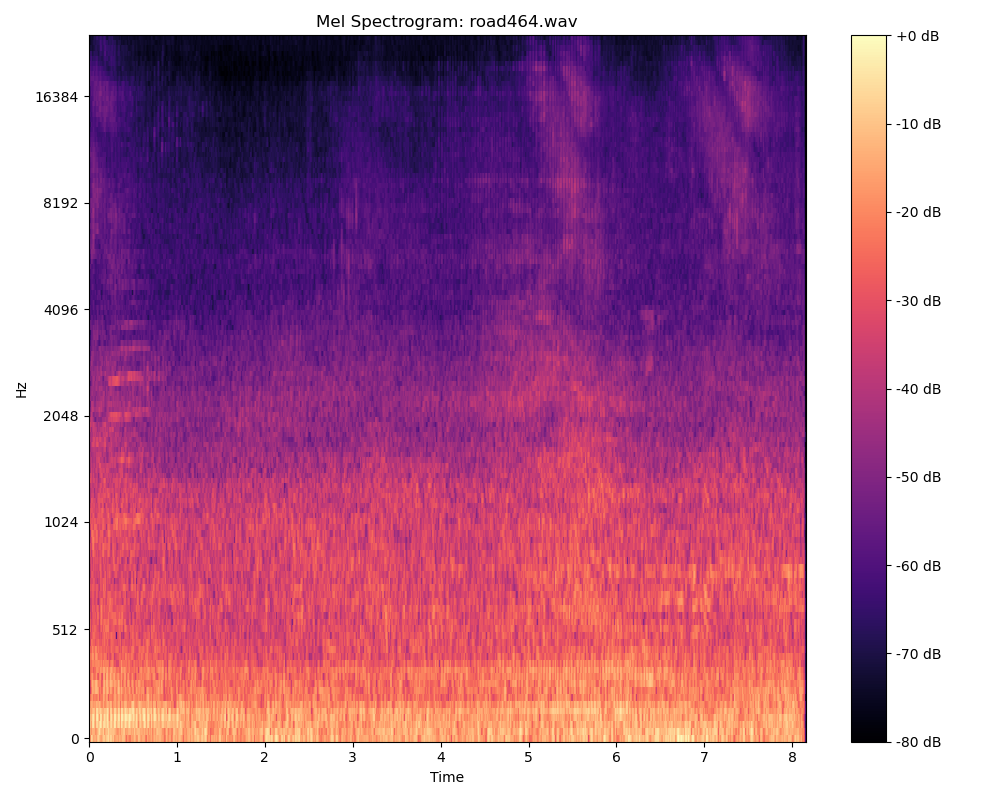 Mel Spectrogram: road464.wav
Hz
16384
8192
4096
2048
1024
512
0
0 1 2 3 4 5 6 7 8
Time
+0 dB
-10 dB
-20 dB
-30 dB
-40 dB
-50 dB
-60 dB
-70 dB
-80 dB